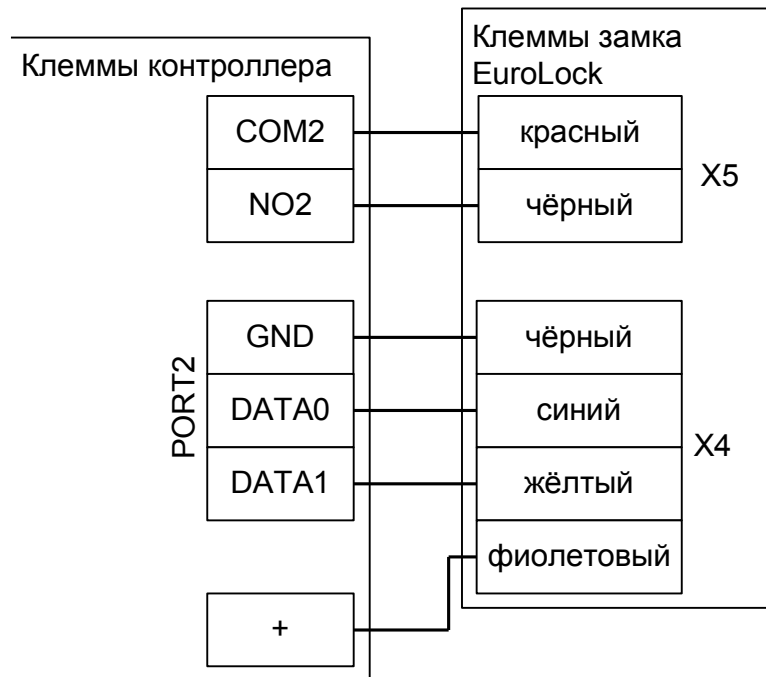 Клеммы контроллера
Клеммы замка
EuroLock
COM2
красный
NO2
чёрный
X5
PORT2
GND
чёрный
DATA0
синий
DATA1
жёлтый
X4
фиолетовый
+